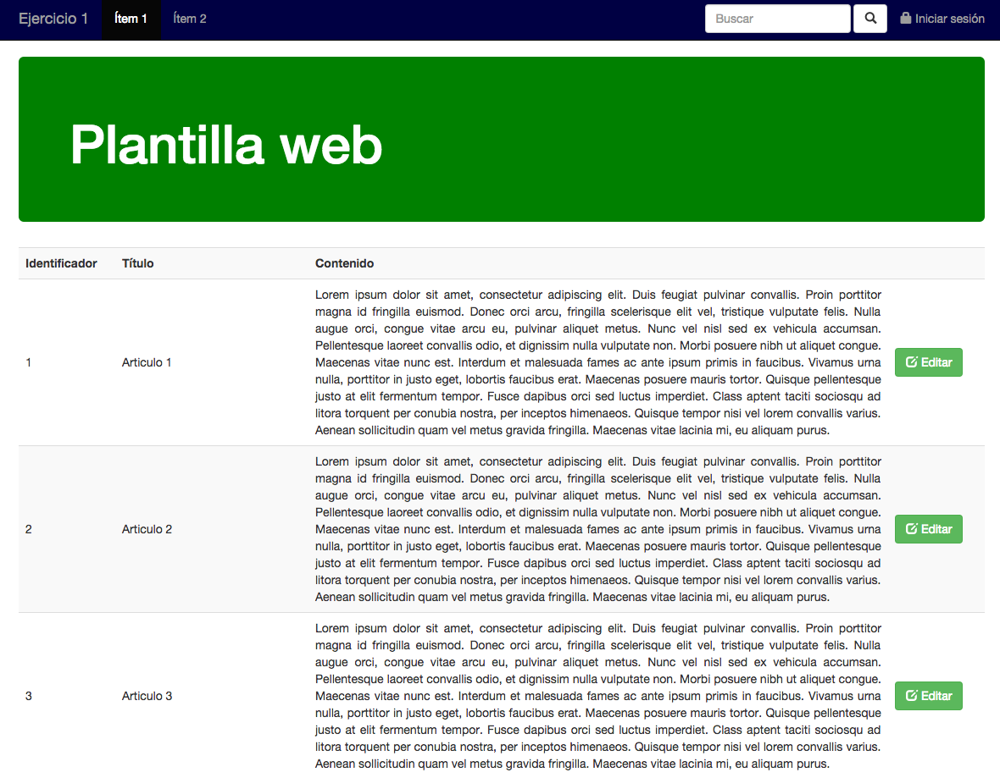 Ejercicio 1 Ítem 1 Ítem 2 Buscar Iniciar sesión
Plantilla web
Identificador Título Contenido
Lorem ipsum dolor sit amet, consectetur adipiscing elit. Duis feugiat pulvinar convallis. Proin porttitor
magna id fringilla euismod. Donec orci arcu, fringilla scelerisque elit vel, tristique vulputate felis. Nulla
augue orci, congue vitae arcu eu, pulvinar aliquet metus. Nunc vel nisl sed ex vehicula accumsan.
Pellentesque laoreet convallis odio, et dignissim nulla vulputate non. Morbi posuere nibh ut aliquet congue.
1 Articulo 1 Maecenas vitae nunc est. Interdum et malesuada fames ac ante ipsum primis in faucibus. Vivamus urna Editar
nulla, porttitor in justo eget, lobortis faucibus erat. Maecenas posuere mauris tortor. Quisque pellentesque
justo at elit fermentum tempor. Fusce dapibus orci sed luctus imperdiet. Class aptent taciti sociosqu ad
litora torquent per conubia nostra, per inceptos himenaeos. Quisque tempor nisi vel lorem convallis varius.
Aenean sollicitudin quam vel metus gravida fringilla. Maecenas vitae lacinia mi, eu aliquam purus.
Lorem ipsum dolor sit amet, consectetur adipiscing elit. Duis feugiat pulvinar convallis. Proin porttitor
magna id fringilla euismod. Donec orci arcu, fringilla scelerisque elit vel, tristique vulputate felis. Nulla
augue orci, congue vitae arcu eu, pulvinar aliquet metus. Nunc vel nisl sed ex vehicula accumsan.
Pellentesque laoreet convallis odio, et dignissim nulla vulputate non. Morbi posuere nibh ut aliquet congue.
2 Articulo 2 Maecenas vitae nunc est. Interdum et malesuada fames ac ante ipsum primis in faucibus. Vivamus urna Editar
nulla, porttitor in justo eget, lobortis faucibus erat. Maecenas posuere mauris tortor. Quisque pellentesque
justo at elit fermentum tempor. Fusce dapibus orci sed luctus imperdiet. Class aptent taciti sociosqu ad
litora torquent per conubia nostra, per inceptos himenaeos. Quisque tempor nisi vel lorem convallis varius.
Aenean sollicitudin quam vel metus gravida fringilla. Maecenas vitae lacinia mi, eu aliquam purus.
Lorem ipsum dolor sit amet, consectetur adipiscing elit. Duis feugiat pulvinar convallis. Proin porttitor
magna id fringilla euismod. Donec orci arcu, fringilla scelerisque elit vel, tristique vulputate felis. Nulla
augue orci, congue vitae arcu eu, pulvinar aliquet metus. Nunc vel nisl sed ex vehicula accumsan.
Pellentesque laoreet convallis odio, et dignissim nulla vulputate non. Morbi posuere nibh ut aliquet congue.
3 Articulo 3 Maecenas vitae nunc est. Interdum et malesuada fames ac ante ipsum primis in faucibus. Vivamus urna Editar
nulla, porttitor in justo eget, lobortis faucibus erat. Maecenas posuere mauris tortor. Quisque pellentesque
justo at elit fermentum tempor. Fusce dapibus orci sed luctus imperdiet. Class aptent taciti sociosqu ad
litora torquent per conubia nostra, per inceptos himenaeos. Quisque tempor nisi vel lorem convallis varius.
Aenean sollicitudin quam vel metus gravida fringilla. Maecenas vitae lacinia mi, eu aliquam purus.